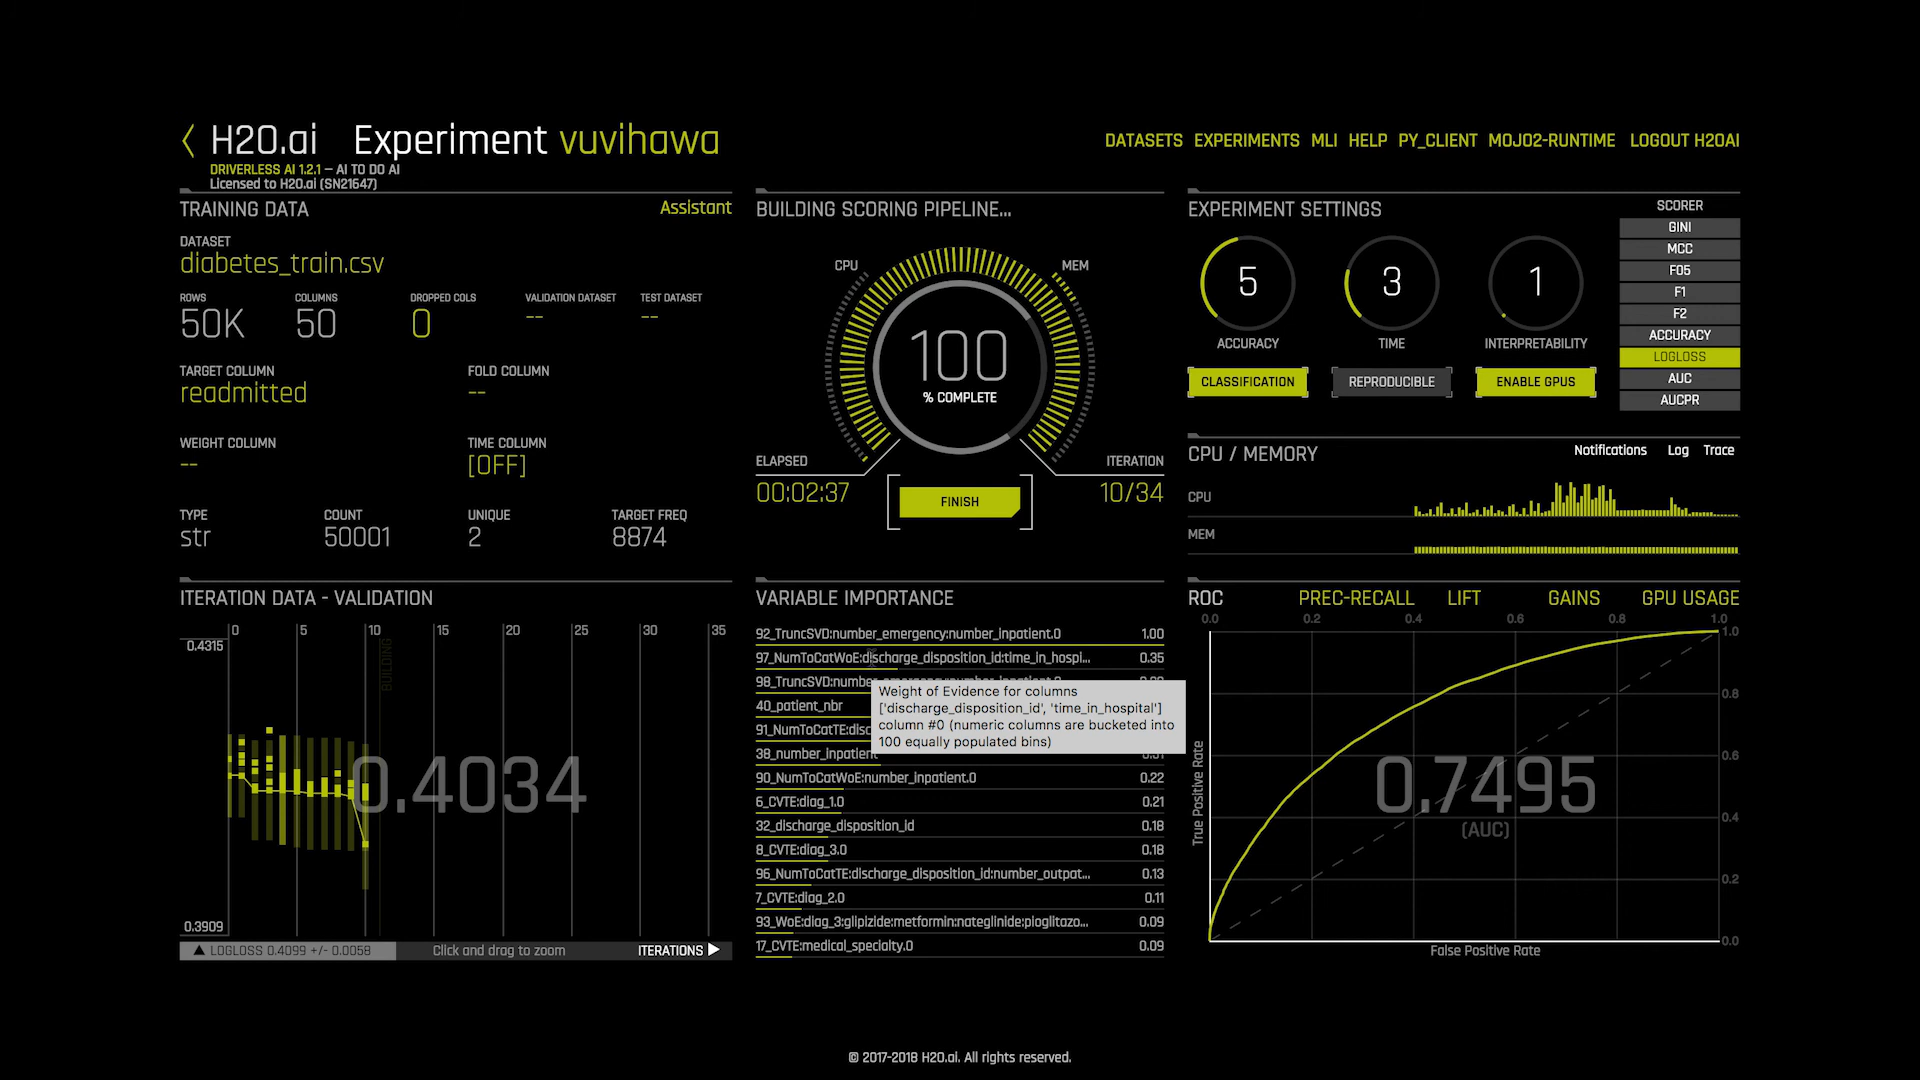 H2O.ai Experiment vuvihawa
DRIVERLESS AI 1.2.1 – AI TO DO AI
Licensed to H2O.ai (SN21647)
DATASETS EXPERIMENTS MLI HELP PY_CLIENT MOJO2-RUNTIME LOGOUT H2OAI
TRAINING DATA
Assistant
DATASET
diabetes_train.csv
ROWS COLUMNS DROPPED COLS VALIDATION DATASET TEST DATASET
50K 50 0 -- --
TARGET COLUMN FOLD COLUMN
readmitted --
WEIGHT COLUMN TIME COLUMN
-- [OFF]
TYPE COUNT UNIQUE TARGET FREQ
str 50001 2 8874
BUILDING SCORING PIPELINE...
CPU MEM
100
% COMPLETE
ELAPSED ITERATION
00:02:37 10/34
FINISH
EXPERIMENT SETTINGS
5 3 1
ACCURACY TIME INTERPRETABILITY
CLASSIFICATION REPRODUCIBLE ENABLE GPUS
SCORER
GINI
MCC
F05
F1
F2
ACCURACY
LOGLOSS
AUC
AUCPR
CPU / MEMORY
Notifications Log Trace
CPU
MEM
ITERATION DATA - VALIDATION
0 5 10 15 20 25 30 35
0.4315
BUILDING
0.4034
0.3909
LOGLOSS 0.4099 +/- 0.0058
Click and drag to zoom
ITERATIONS
VARIABLE IMPORTANCE
92_TruncSVD:number_emergency:number_inpatient.0 1.00
97_NumToCatWoE:discharge_disposition_id:time_in_hospi... 0.35
98_TruncSVD:number
40_patient_nbr
91_NumToCatTE:disc
38_number_inpatient
90_NumToCatWoE:number_inpatient.0 0.22
6_CVTE:diag_1.0 0.21
32_discharge_disposition_id 0.18
8_CVTE:diag_3.0 0.18
96_NumToCatTE:discharge_disposition_id:number_outpat... 0.13
7_CVTE:diag_2.0 0.11
93_WoE:diag_3:glipizide:metformin:nateglinide:pioglitazo... 0.09
17_CVTE:medical_specialty.0 0.09
Weight of Evidence for columns
['discharge_disposition_id', 'time_in_hospital']
column #0 (numeric columns are bucketed into
100 equally populated bins)
ROC PREC-RECALL LIFT GAINS GPU USAGE
0.0 0.2 0.4 0.6 0.8 1.0
1.0
0.8
0.6
0.4
0.2
0.0
True Positive Rate
0.7495
(AUC)
False Positive Rate
© 2017-2018 H2O.ai. All rights reserved.